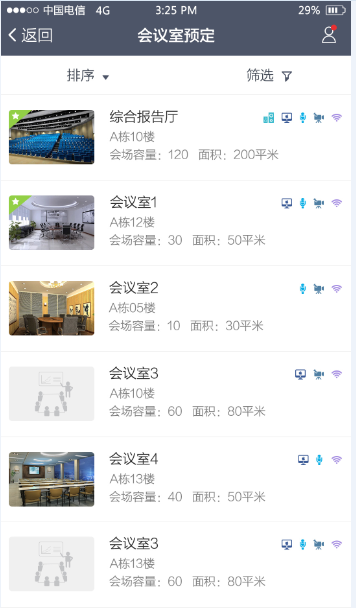 中国电信 4G 3:25 PM 29%
返回 会议室预定
排序 筛选
综合报告厅
A栋10楼
会场容量：120 面积：200平米
会议室1
A栋12楼
会场容量：30 面积：50平米
会议室2
A栋05楼
会场容量：10 面积：30平米
会议室3
A栋10楼
会场容量：60 面积：80平米
会议室4
A栋13楼
会场容量：40 面积：50平米
会议室3
A栋13楼
会场容量：60 面积：80平米